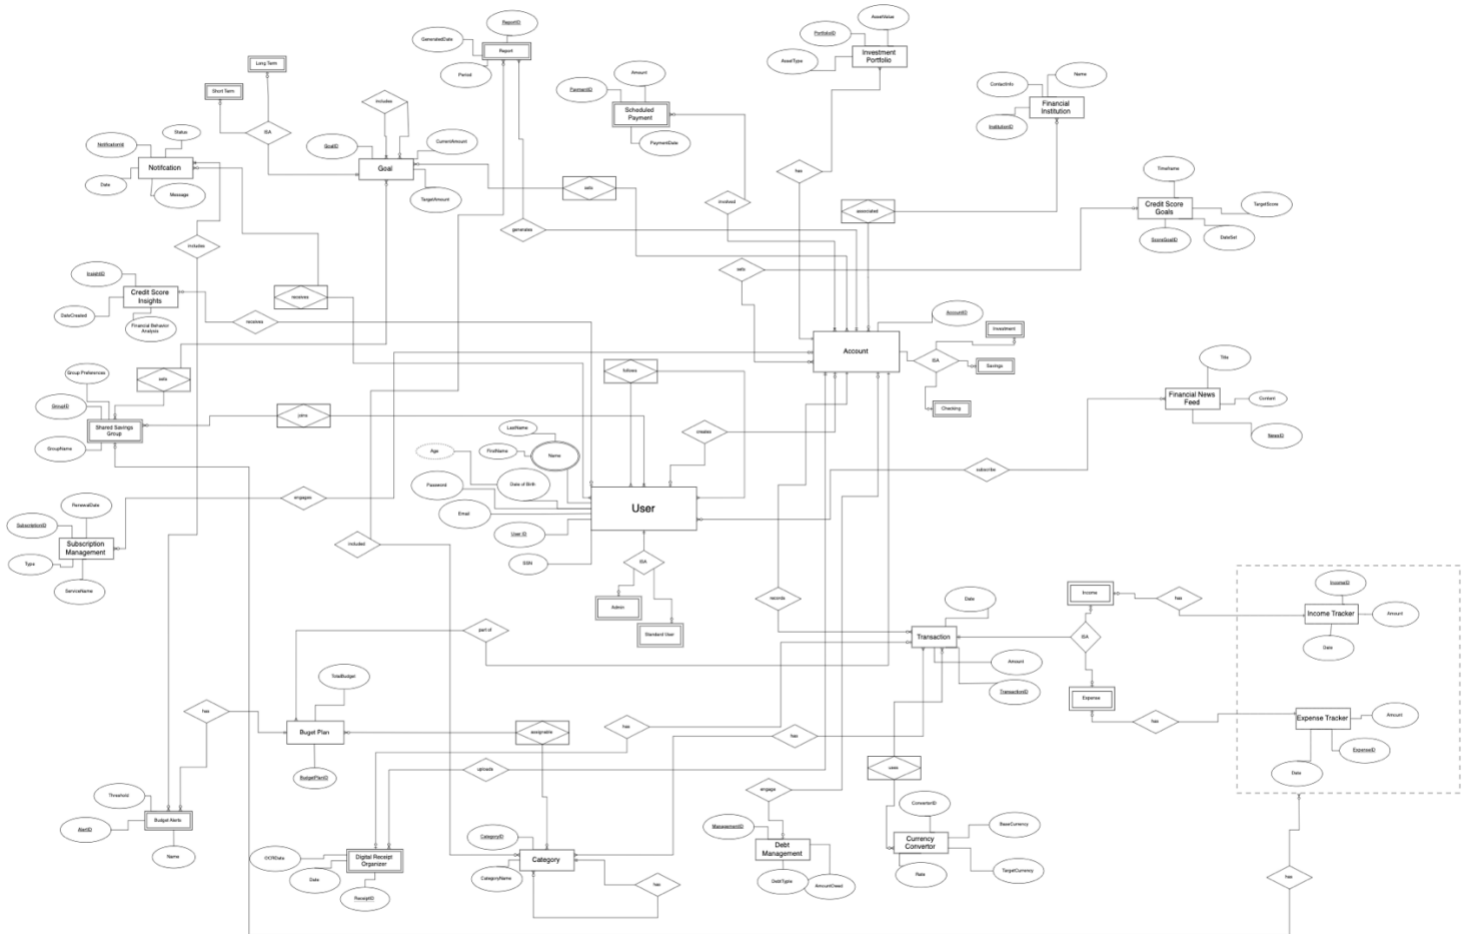 ReportID
GeneratedDate
Report
Period
Long Term
Short Term
ISA
includes
Amount
PaymentID
Scheduled
Payment
PaymentDate
AssetValue
PortfolioID
AssetType
Investment
Portfolio
Name
ContactInfo
Financial
Institution
InstitutionID
Status
NotificationId
Notifcation
Date
Message
GoalID
CurrentAmount
Goal
TargetAmount
sets
has
involved
associated
Timeframe
Credit Score
Goals
TargetScore
ScoreGoalID
DateSet
generates
includes
sets
InsightID
Credit Score
Insights
DateCreated
Financial Behavior
Analysis
receives
receives
AccountID
Account
ISA
Investment
Savings
Checking
Group Preferences
sets
GroupID
Shared Savings
Group
GroupName
joins
follows
creates
Title
Financial News
Feed
Content
NewsID
subscribe
LastName
FirstName
Name
Age
Date of Birth
Password
Email
User ID
SSN
User
ISA
Admin
Standard User
engages
RenewalDate
SubscriptionID
Subscription
Management
Type
ServiceName
included
part of
records
Date
Transaction
Amount
TransactionID
Income
ISA
Expense
has
has
IncomeID
Income Tracker
Amount
Date
Expense Tracker
Amount
ExpenseID
Date
has
TotalBudget
Buget Plan
BudgetPlanID
has
assignable
has
has
uploads
uses
Threshold
AlertID
Budget Alerts
Name
OCRData
Digital Receipt
Organizer
Date
ReceiptID
CategoryID
Category
CategoryName
has
engage
ManagementID
Debt
Management
DebtType
AmountOwed
ConvertorID
BaseCurrency
Currency
Convertor
Rate
TargetCurrency
has